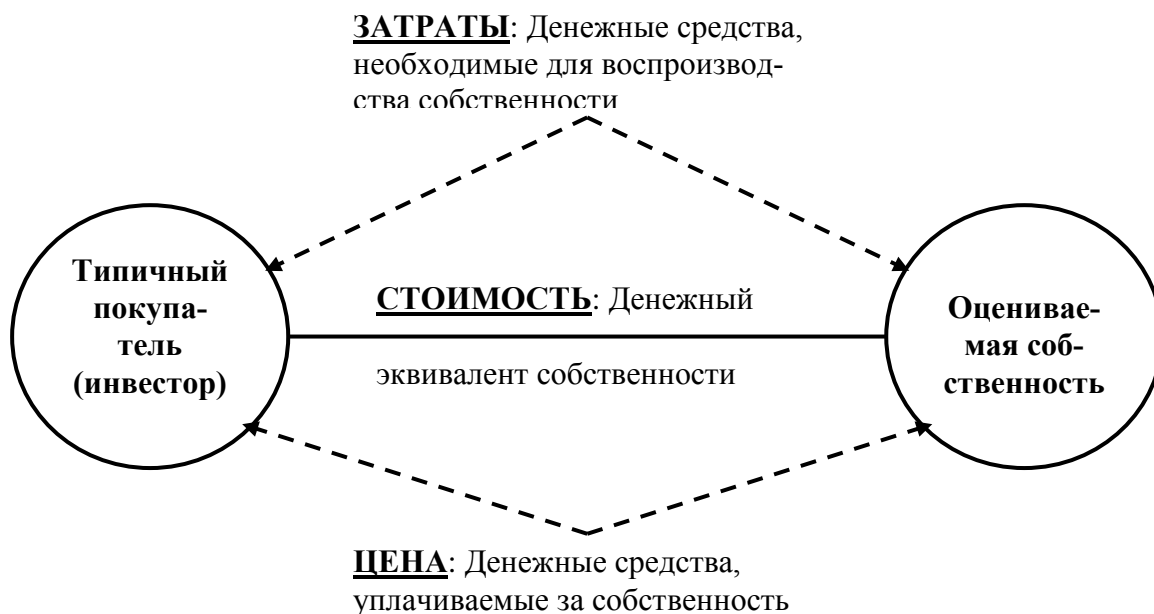 ЗАТРАТЫ: Денежные средства,
необходимые для воспроизвод-
ства собственности
Типичный
покупа-
тель
(инвестор)
СТОИМОСТЬ: Денежный
эквивалент собственности
Оценивае-
мая соб-
ственность
ЦЕНА: Денежные средства,
уплачиваемые за собственность